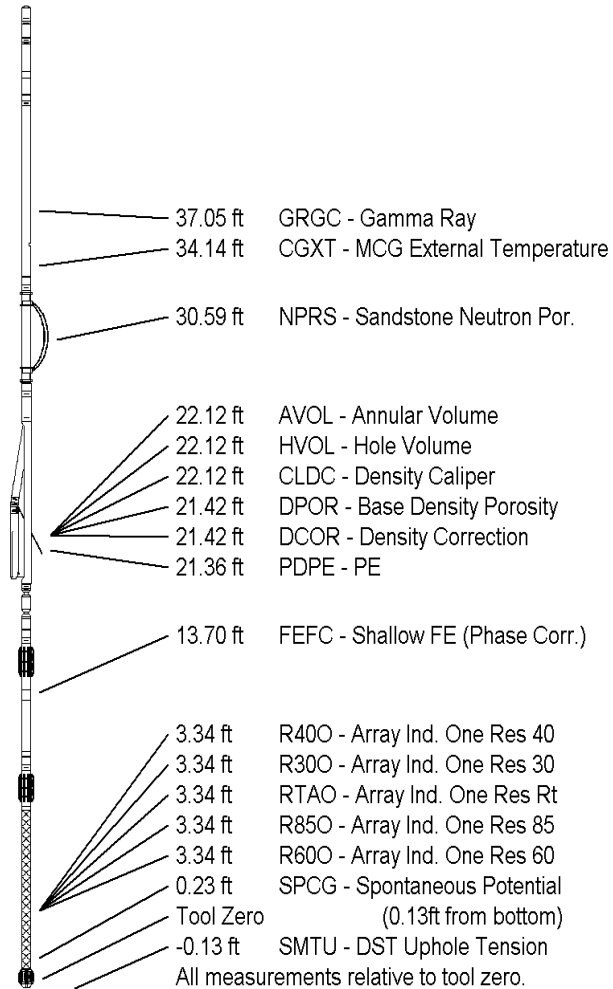 37.05 ft GRGC - Gamma Ray
34.14 ft CGXT - MCG External Temperature
30.59 ft NPRS - Sandstone Neutron Por.
22.12 ft AVOL - Annular Volume
22.12 ft HVOL - Hole Volume
22.12 ft CLDC - Density Caliper
21.42 ft DPOR - Base Density Porosity
21.42 ft DCOR - Density Correction
21.36 ft PDPE - PE
13.70 ft FEFC - Shallow FE (Phase Corr.)
3.34 ft R40O - Array Ind. One Res 40
3.34 ft R30O - Array Ind. One Res 30
3.34 ft RTAO - Array Ind. One Res Rt
3.34 ft R85O - Array Ind. One Res 85
3.34 ft R60O - Array Ind. One Res 60
0.23 ft SPCG - Spontaneous Potential
Tool Zero (0.13ft from bottom)
-0.13 ft SMTU - DST Uphole Tension
All measurements relative to tool zero.